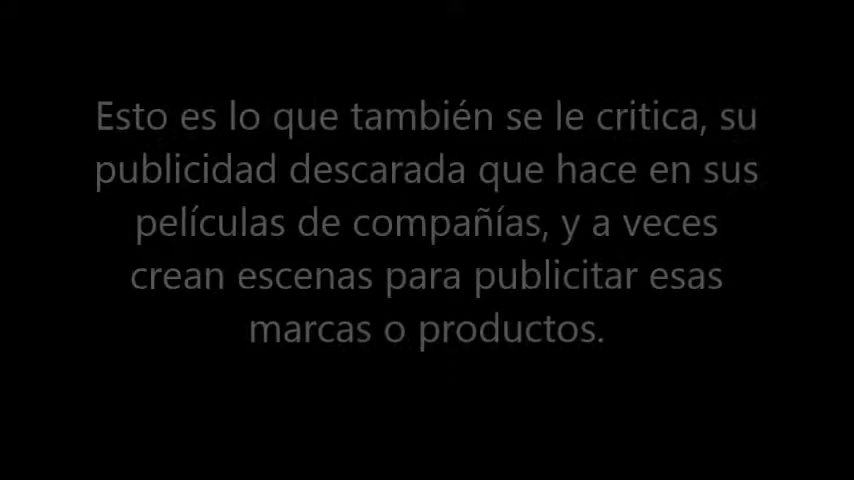 Esto es lo que también se le critica, su
publicidad descarada que hace en sus
películas de compañías, y a veces
crean escenas para publicitar esas
marcas o productos.